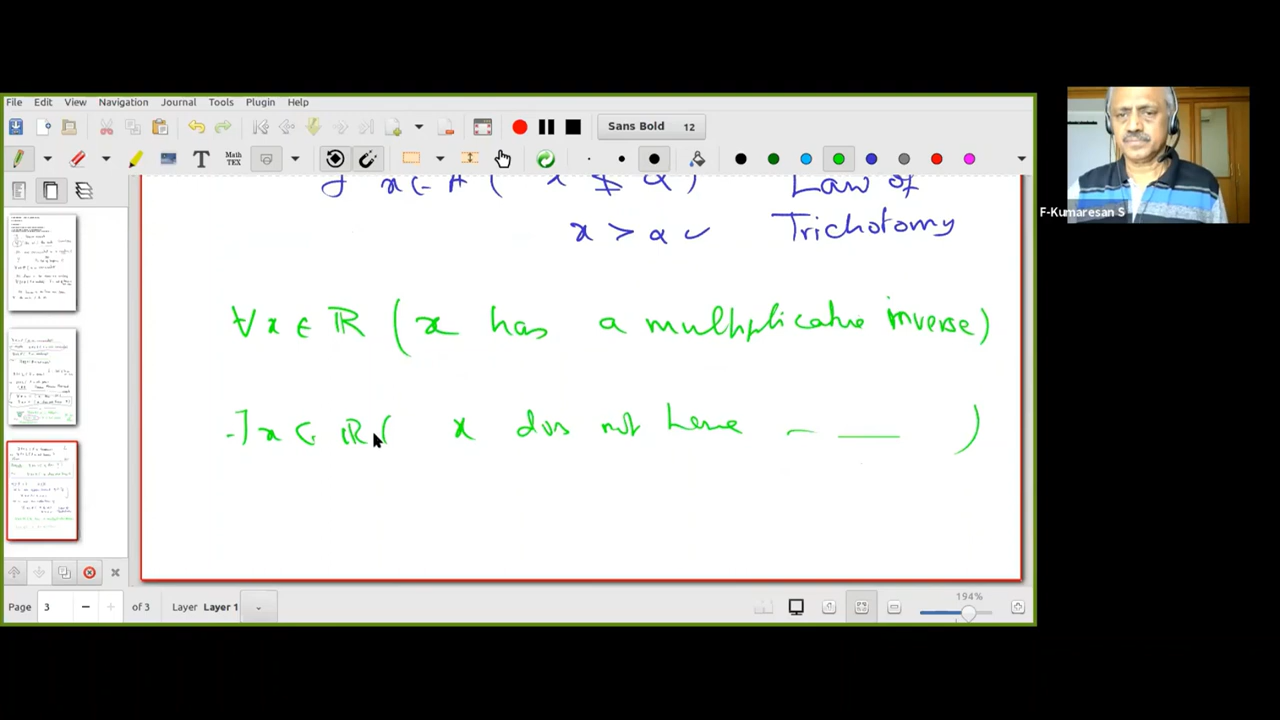 File Edit View Navigation Journal Tools Plugin Help
Sans Bold 12
F-Kumaresan S
∃ x ∈ A ( x ≰ α ) Law of
x > α ✓ Trichotomy
∀x ∈ ℝ ( x has a multiplicative inverse)
∃ x ∈ ℝ ( x does not have – ___ )
Page 3 of 3 Layer Layer 1 194%